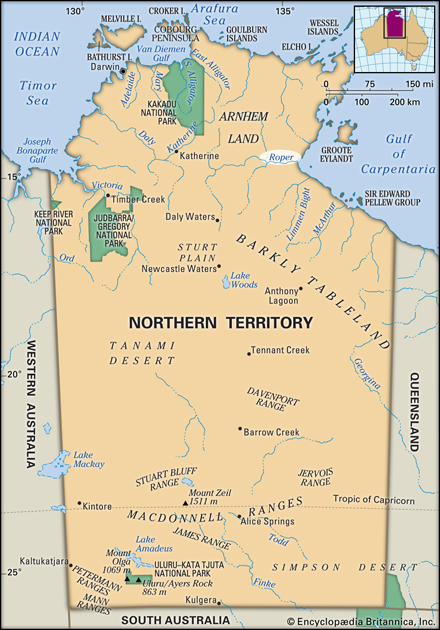 130°
135°
CROKER I.
Arafura
Sea
MELVILLE I.
COBOURG
PENINSULA
WESSEL
ISLANDS
INDIAN
OCEAN
GOULBURN
ISLANDS
Van Diemen
Gulf
ELCHO I.
BATHURST I.
Darwin
East Alligator
S. Alligator
Mary
Adelaide
Timor
Sea
KAKADU
NATIONAL
PARK
ARNHEM
LAND
0 75 150 mi
0 100 200 km
Daly
Katherine
Katherine
Roper
GROOTE
EYLANDT
Gulf
of
Carpentaria
Joseph
Bonaparte
Gulf
15°
15°
Victoria
Timber Creek
SIR EDWARD
PELLEW GROUP
KEEP RIVER
NATIONAL
PARK
JUDBARRA/
GREGORY
NATIONAL
PARK
Daly Waters
Limmen Bight
McArthur
Ord
STURT
PLAIN
Newcastle Waters
BARKLY TABLELAND
Lake
Woods
Anthony
Lagoon
NORTHERN TERRITORY
TANAMI
DESERT
Tennant Creek
Georgina
WESTERN AUSTRALIA
20°
20°
QUEENSLAND
DAVENPORT
RANGE
Barrow Creek
Lake
Mackay
STUART BLUFF
RANGE
JERVOIS
RANGE
Mount Zeil
1511 m
Tropic of Capricorn
Kintore
MACDONNELL RANGES
Alice Springs
JAMES RANGE
Todd
Lake
Amadeus
Kaltukatjara
Mount
Olga
1069 m
ULURU–KATA TJUTA
NATIONAL PARK
SIMPSON DESERT
25°
25°
PETERMANN
RANGES
Uluru/Ayers Rock
863 m
Finke
MANN
RANGES
Kulgera
SOUTH AUSTRALIA
© Encyclopædia Britannica, Inc.